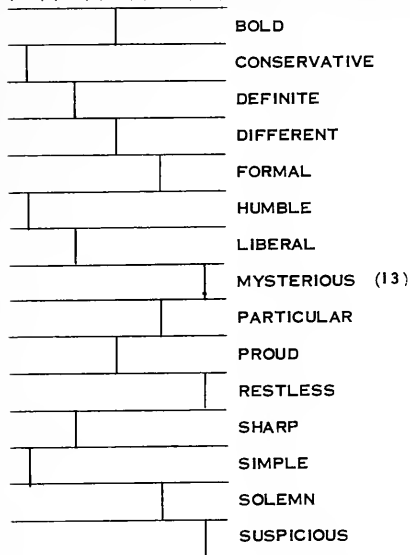 BOLD
CONSERVATIVE
DEFINITE
DIFFERENT
FORMAL
HUMBLE
LIBERAL
MYSTERIOUS (13)
PARTICULAR
PROUD
RESTLESS
SHARP
SIMPLE
SOLEMN
SUSPICIOUS